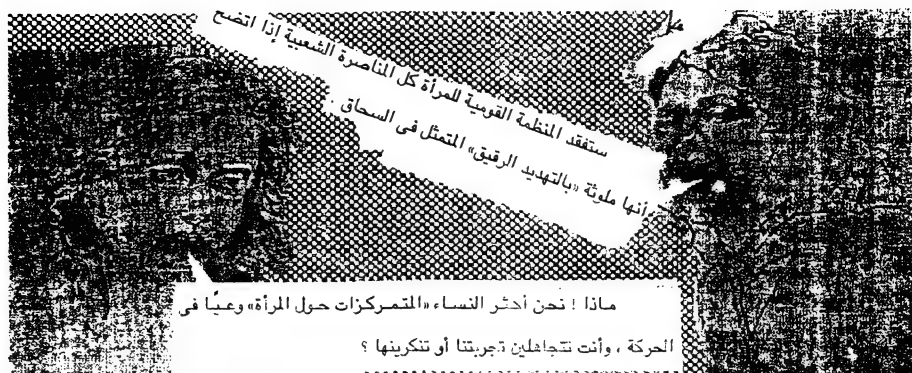 ستفقد المنظمة القومية للمرأة كل المناصرة الشعبية إذا اتضح
أنها ملوثة «بالتهديد الرقيق» المتمثل فى السحاق .
ماذا ! نحن أكثر النساء «المتمركزات حول المرأة» وعيًا فى
الحركة ، وأنت تتجاهلين تجربتنا أو تنكرينها ؟